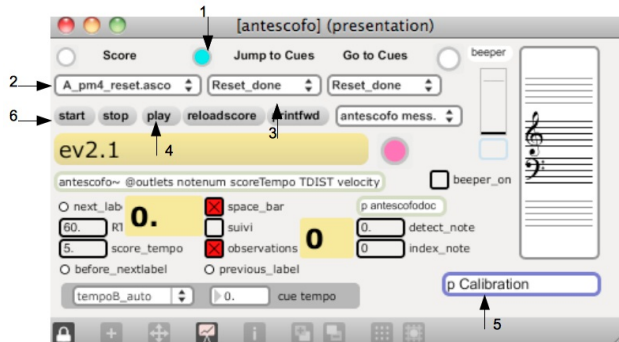 1
[antescofo] (presentation)
Score Jump to Cues Go to Cues beeper
2 A_pm4_reset.asco Reset_done Reset_done
6 start stop play reloadscore printfwd antescofo mess.
4 3
ev2.1
antescofo~ @outlets notenum scoreTempo TDIST velocity beeper_on
next_lab 0. space_bar p antescofodoc
60. RT suivi 0 0. detect_note
5. score_tempo observations 0 index_note
before_nextlabel previous_label
p Calibration
tempoB_auto 0. cue tempo
5